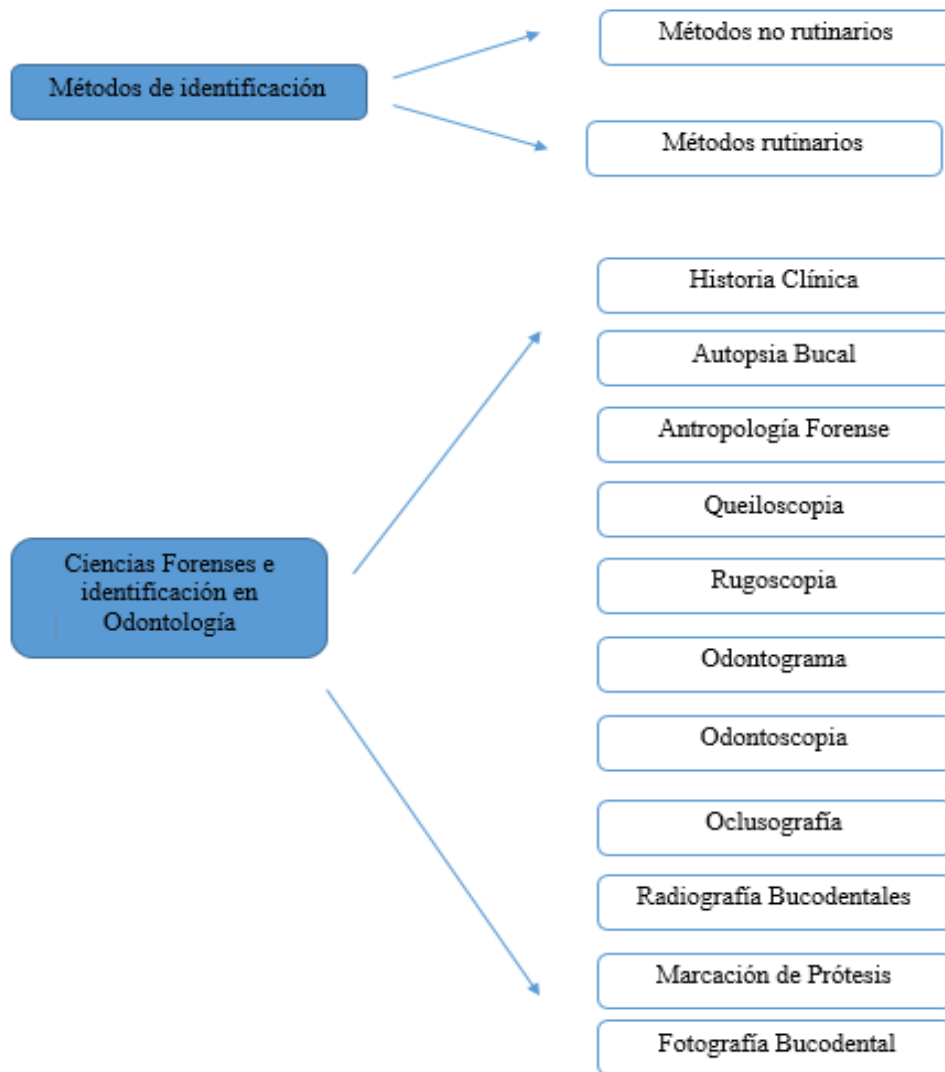 Métodos de identificación
Métodos no rutinarios
Métodos rutinarios
Ciencias Forenses e
identificación en
Odontología
Historia Clínica
Autopsia Bucal
Antropología Forense
Queiloscopia
Rugoscopia
Odontograma
Odontoscopia
Oclusografía
Radiografía Bucodentales
Marcación de Prótesis
Fotografía Bucodental